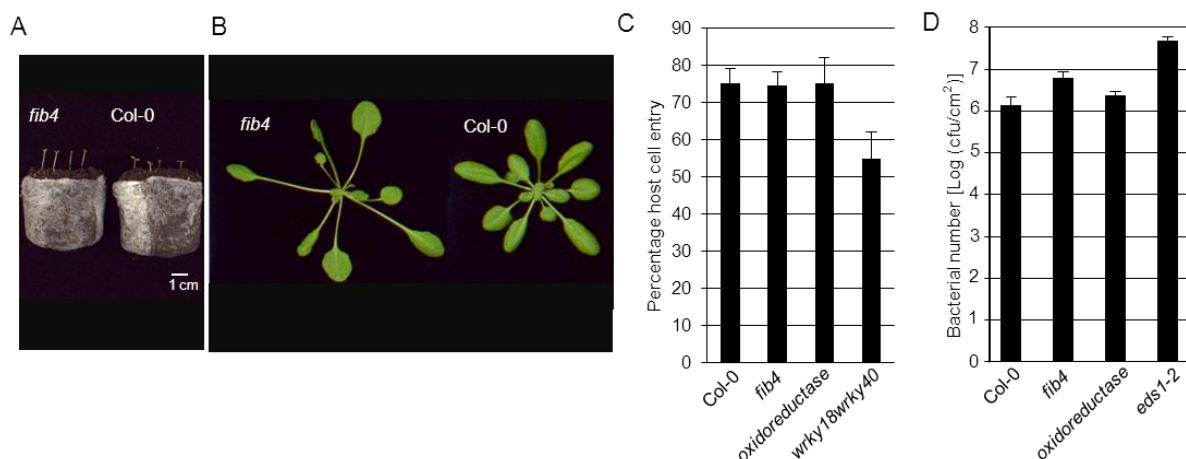 A
B
C
D
fib4 Col-0
1 cm
fib4
Col-0
Percentage host cell entry
90
80
70
60
50
40
30
20
10
0
Col-0
fib4
oxidoreductase
wrky18wrky40
Bacterial number [Log (cfu/cm²)]
8
7
6
5
4
3
2
1
0
Col-0
fib4
oxidoreductase
eds1-2